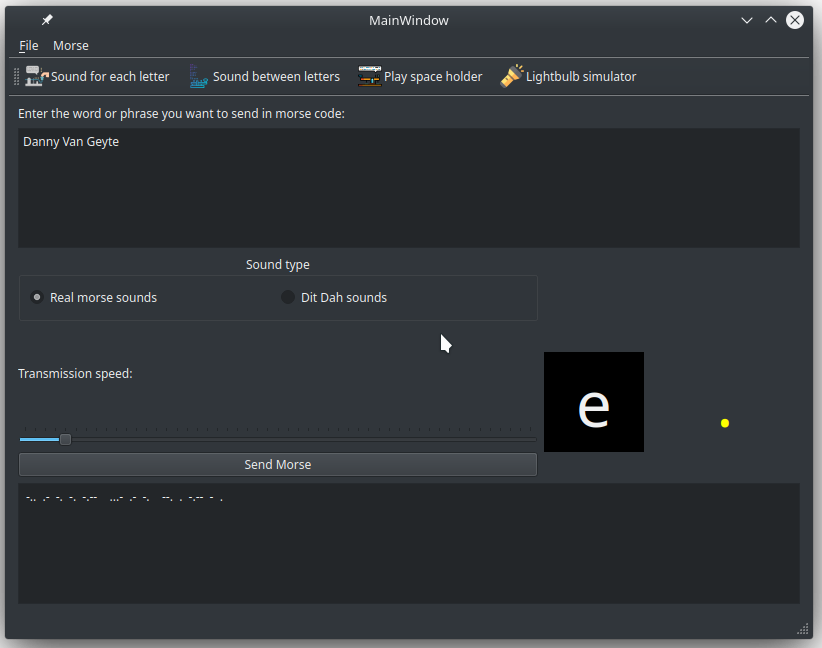 MainWindow
File Morse
Sound for each letter Sound between letters Play space holder Lightbulb simulator
Enter the word or phrase you want to send in morse code:
Danny Van Geyte
Sound type
Real morse sounds Dit Dah sounds
Transmission speed:
e
Send Morse
-.. .- -. -. -.-- ...- .- -. --. . -.-- - .